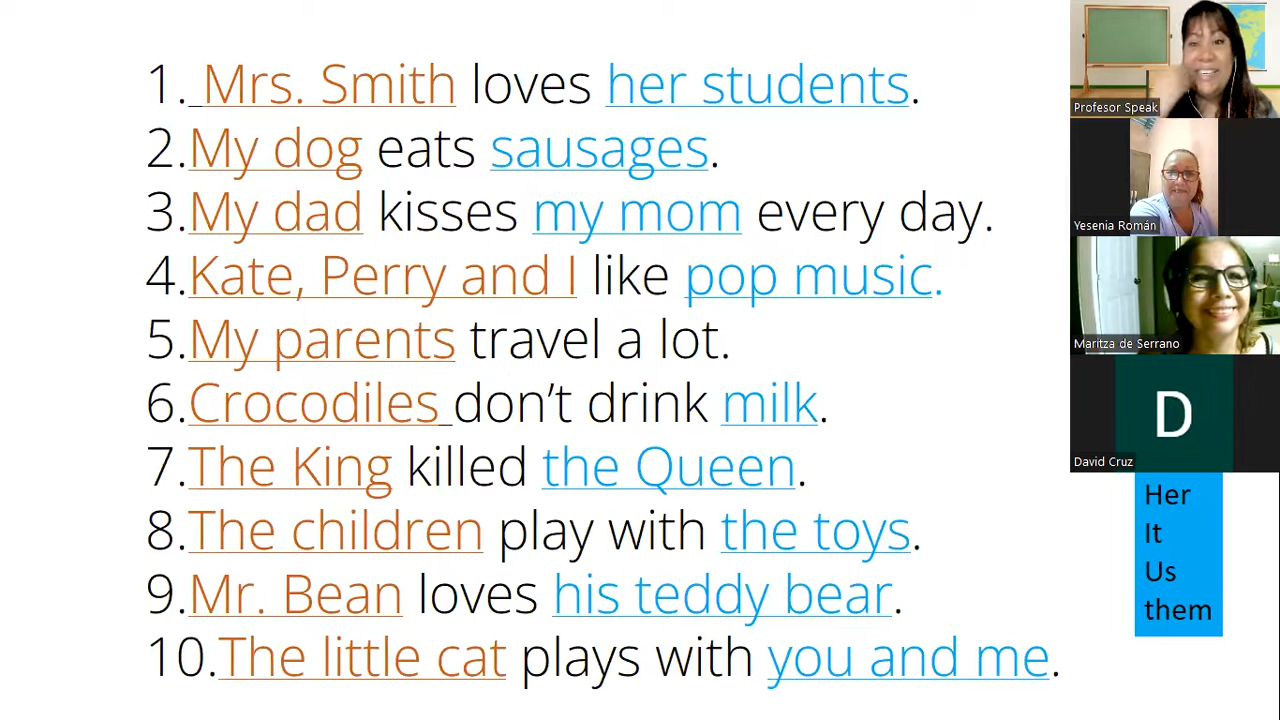 1. Mrs. Smith loves her students.
2.My dog eats sausages.
3.My dad kisses my mom every day.
4.Kate, Perry and I like pop music.
5.My parents travel a lot.
6.Crocodiles don't drink milk.
7.The King killed the Queen.
8.The children play with the toys.
9.Mr. Bean loves his teddy bear.
10.The little cat plays with you and me.
Profesor Speak
Yesenia Román
Maritza de Serrano
D
David Cruz
Her
It
Us
them